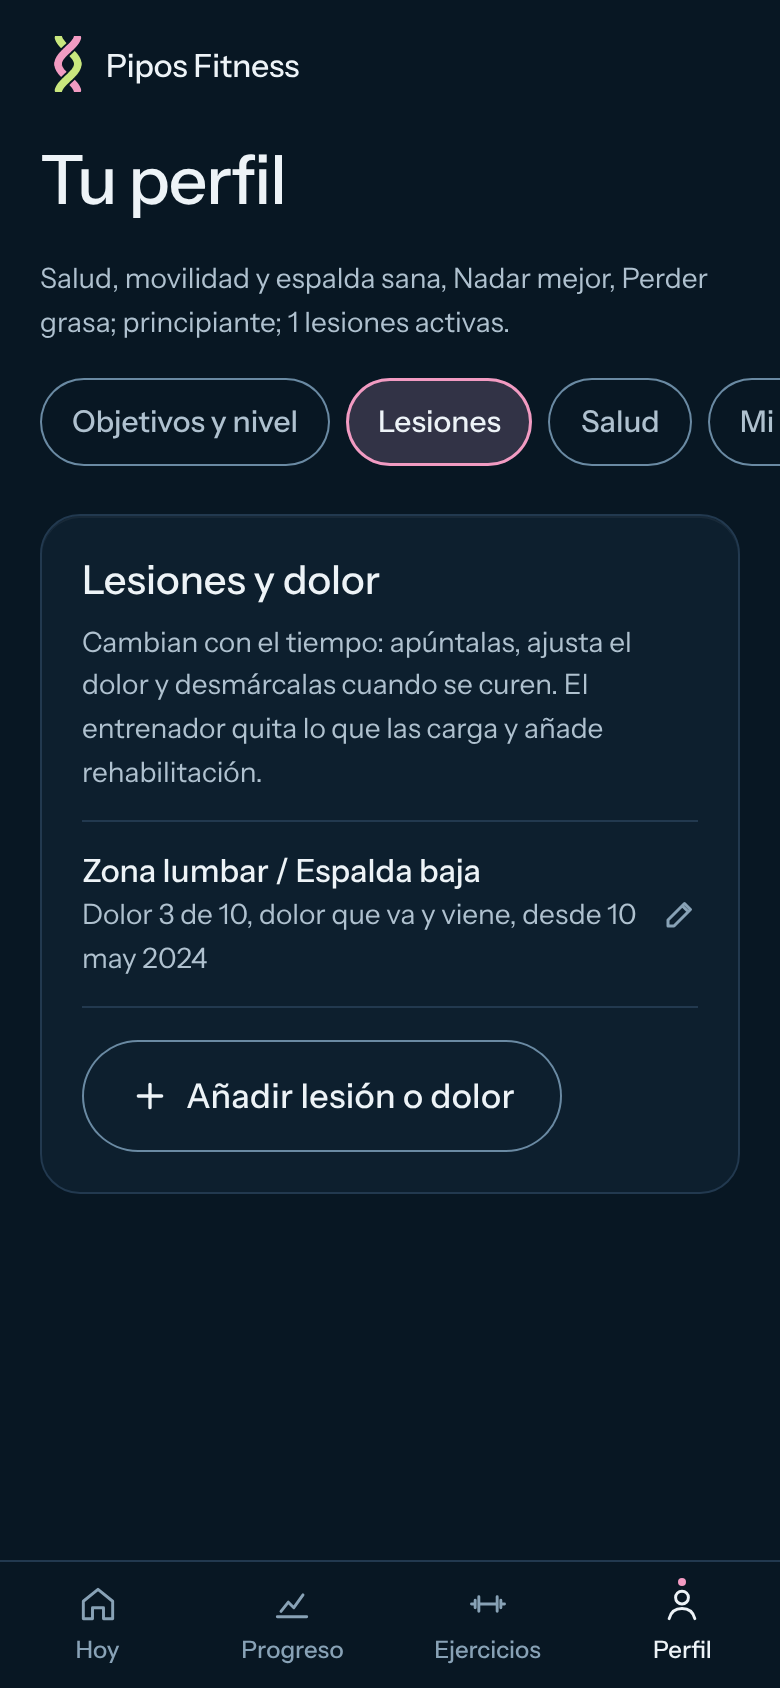 Pipos Fitness
Tu perfil
Salud, movilidad y espalda sana, Nadar mejor, Perder
grasa; principiante; 1 lesiones activas.
Objetivos y nivel
Lesiones
Salud
Mi
Lesiones y dolor
Cambian con el tiempo: apúntalas, ajusta el
dolor y desmárcalas cuando se curen. El
entrenador quita lo que las carga y añade
rehabilitación.
Zona lumbar / Espalda baja
Dolor 3 de 10, dolor que va y viene, desde 10
may 2024
Añadir lesión o dolor
Hoy
Progreso
Ejercicios
Perfil